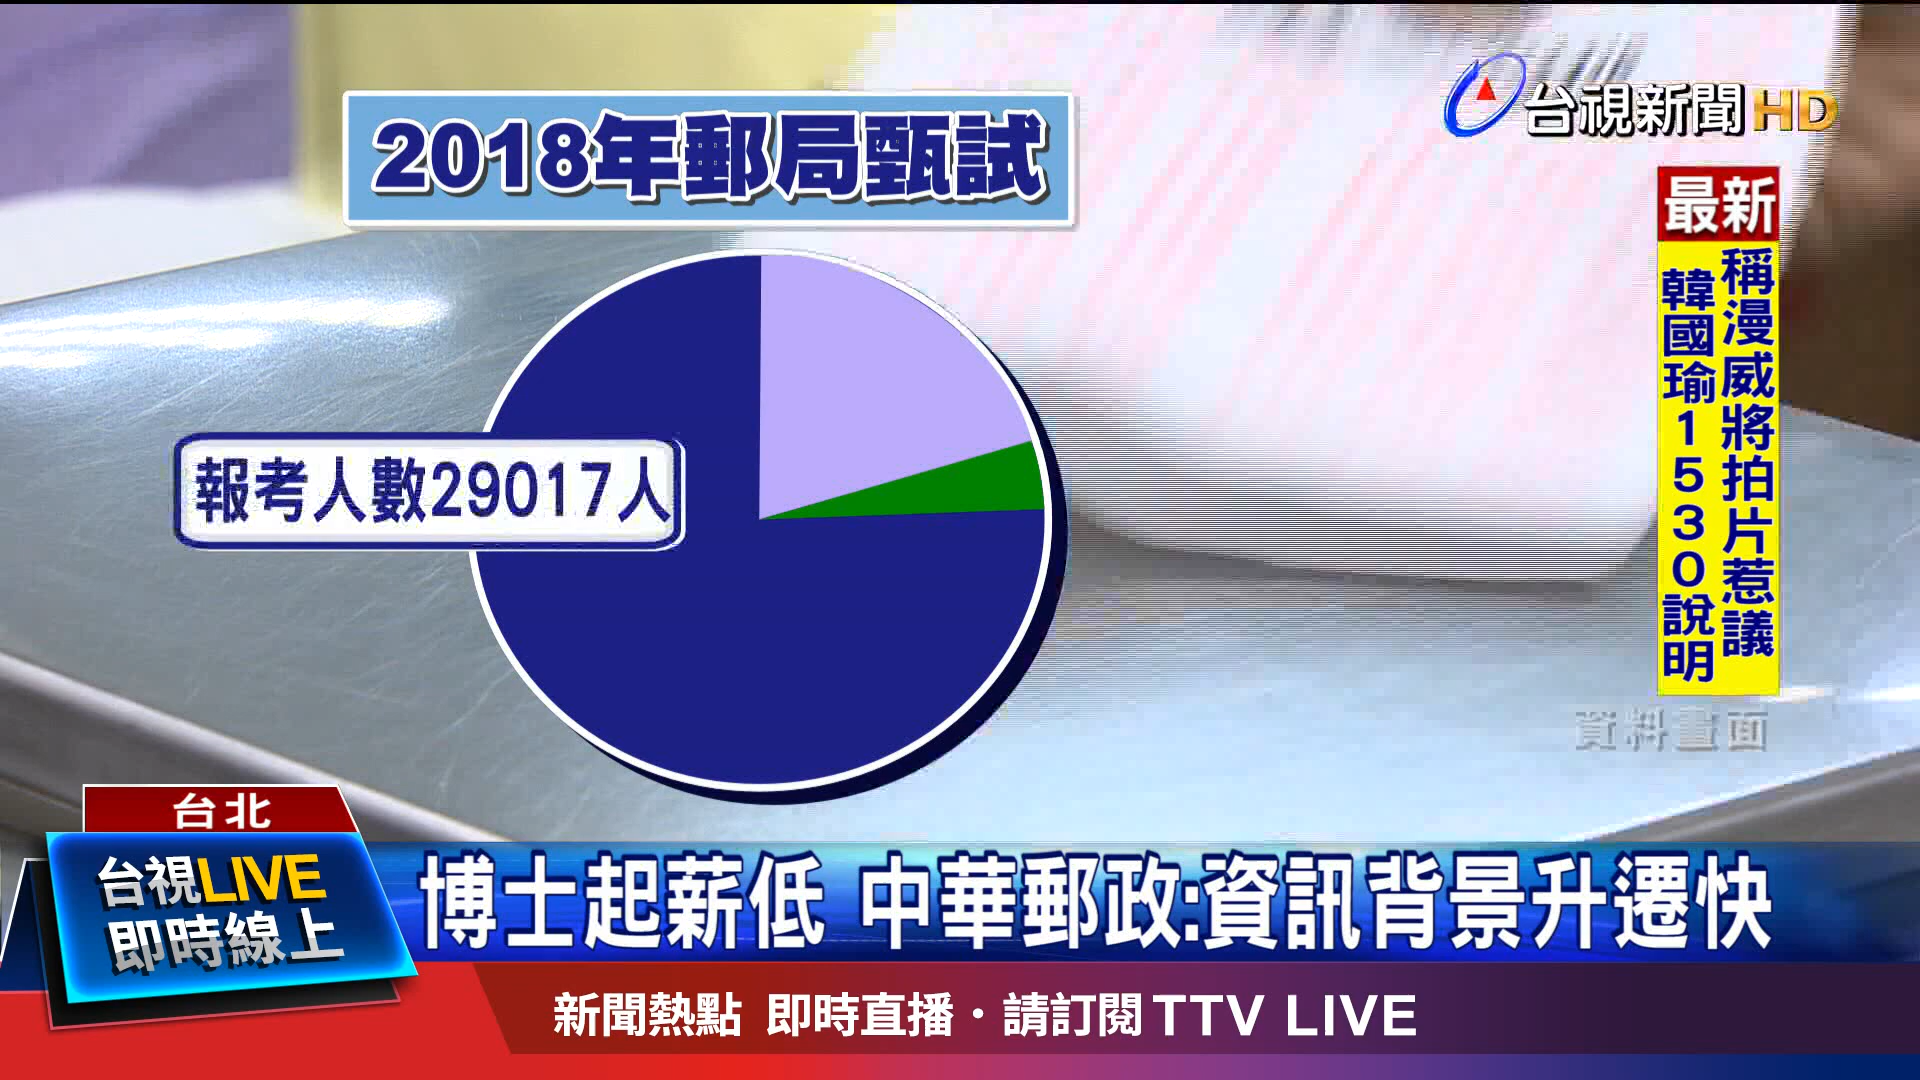 2018年郵局甄試
台視新聞HD
最新
稱漫威將拍片惹議
韓國瑜1530說明
報考人數29017人
資料畫面
台北
台視LIVE
即時線上
博士起薪低 中華郵政:資訊背景升遷快
新聞熱點 即時直播・請訂閱TTV LIVE